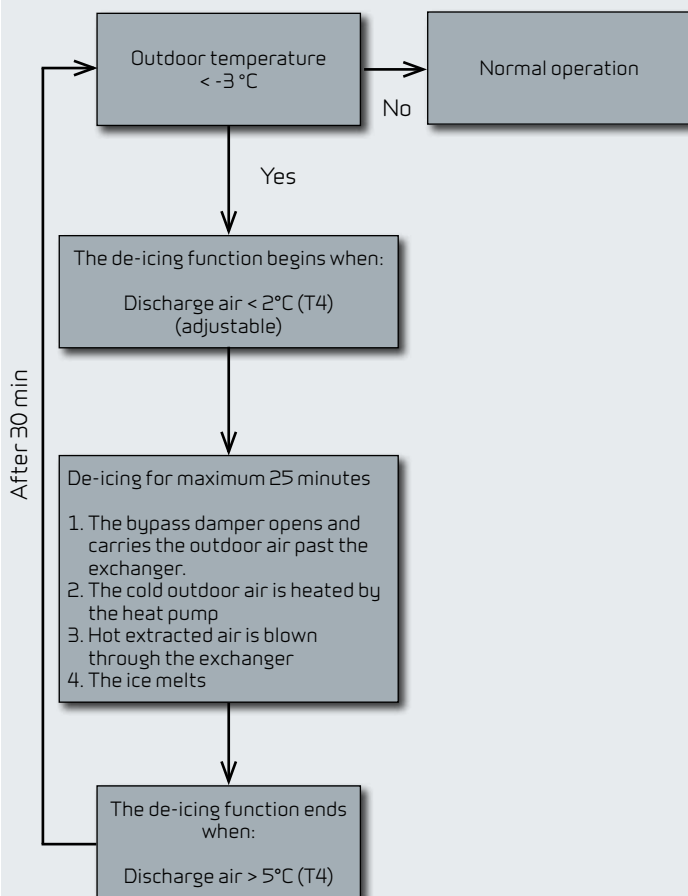 Outdoor temperature
< -3 °C
Normal operation
No
Yes
The de-icing function begins when:
Discharge air < 2°C (T4)
(adjustable)
After 30 min
De-icing for maximum 25 minutes
1. The bypass damper opens and
carries the outdoor air past the
exchanger.
2. The cold outdoor air is heated by
the heat pump
3. Hot extracted air is blown
through the exchanger
4. The ice melts
The de-icing function ends
when:
Discharge air > 5°C (T4)